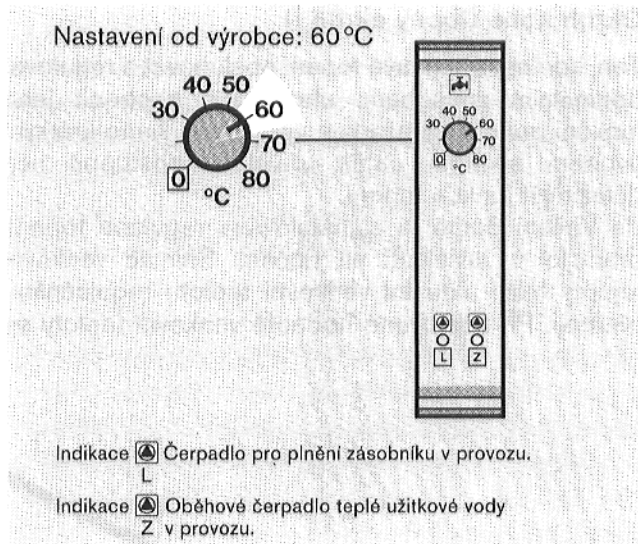 Nastavení od výrobce: 60 °C
40 50
30 60
70
0 80
°C
40 50
30 60
70
0 80
°C
L Z
Indikace Čerpadlo pro plnění zásobníku v provozu.
L
Indikace Oběhové čerpadlo teplé užitkové vody
Z v provozu.